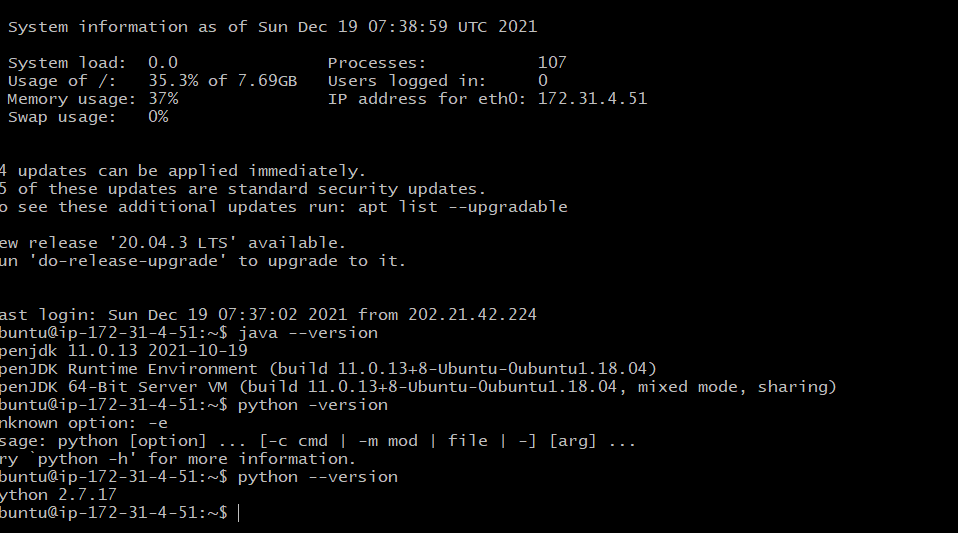 System information as of Sun Dec 19 07:38:59 UTC 2021
System load: 0.0 Processes: 107
Usage of /: 35.3% of 7.69GB Users logged in: 0
Memory usage: 37% IP address for eth0: 172.31.4.51
Swap usage: 0%
4 updates can be applied immediately.
5 of these updates are standard security updates.
o see these additional updates run: apt list --upgradable
ew release '20.04.3 LTS' available.
un 'do-release-upgrade' to upgrade to it.
ast login: Sun Dec 19 07:37:02 2021 from 202.21.42.224
buntu@ip-172-31-4-51:~$ java --version
penjdk 11.0.13 2021-10-19
penJDK Runtime Environment (build 11.0.13+8-Ubuntu-0ubuntu1.18.04)
penJDK 64-Bit Server VM (build 11.0.13+8-Ubuntu-0ubuntu1.18.04, mixed mode, sharing)
buntu@ip-172-31-4-51:~$ python -version
nknown option: -e
sage: python [option] ... [-c cmd | -m mod | file | -] [arg] ...
ry `python -h' for more information.
buntu@ip-172-31-4-51:~$ python --version
ython 2.7.17
buntu@ip-172-31-4-51:~$